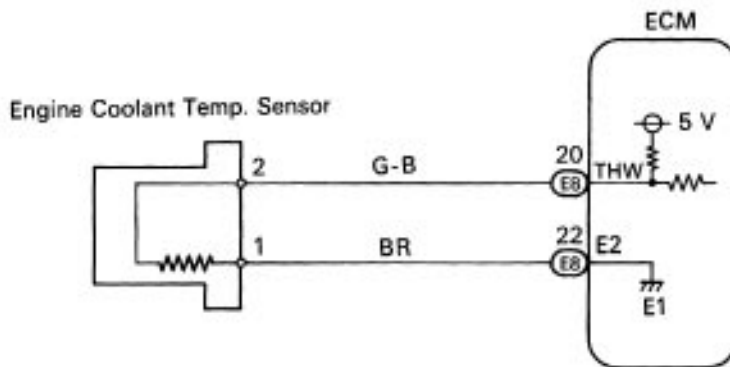 ECM
Engine Coolant Temp. Sensor
5 V
2
G-B
20
E8
THW
1
BR
22
E8
E2
E1